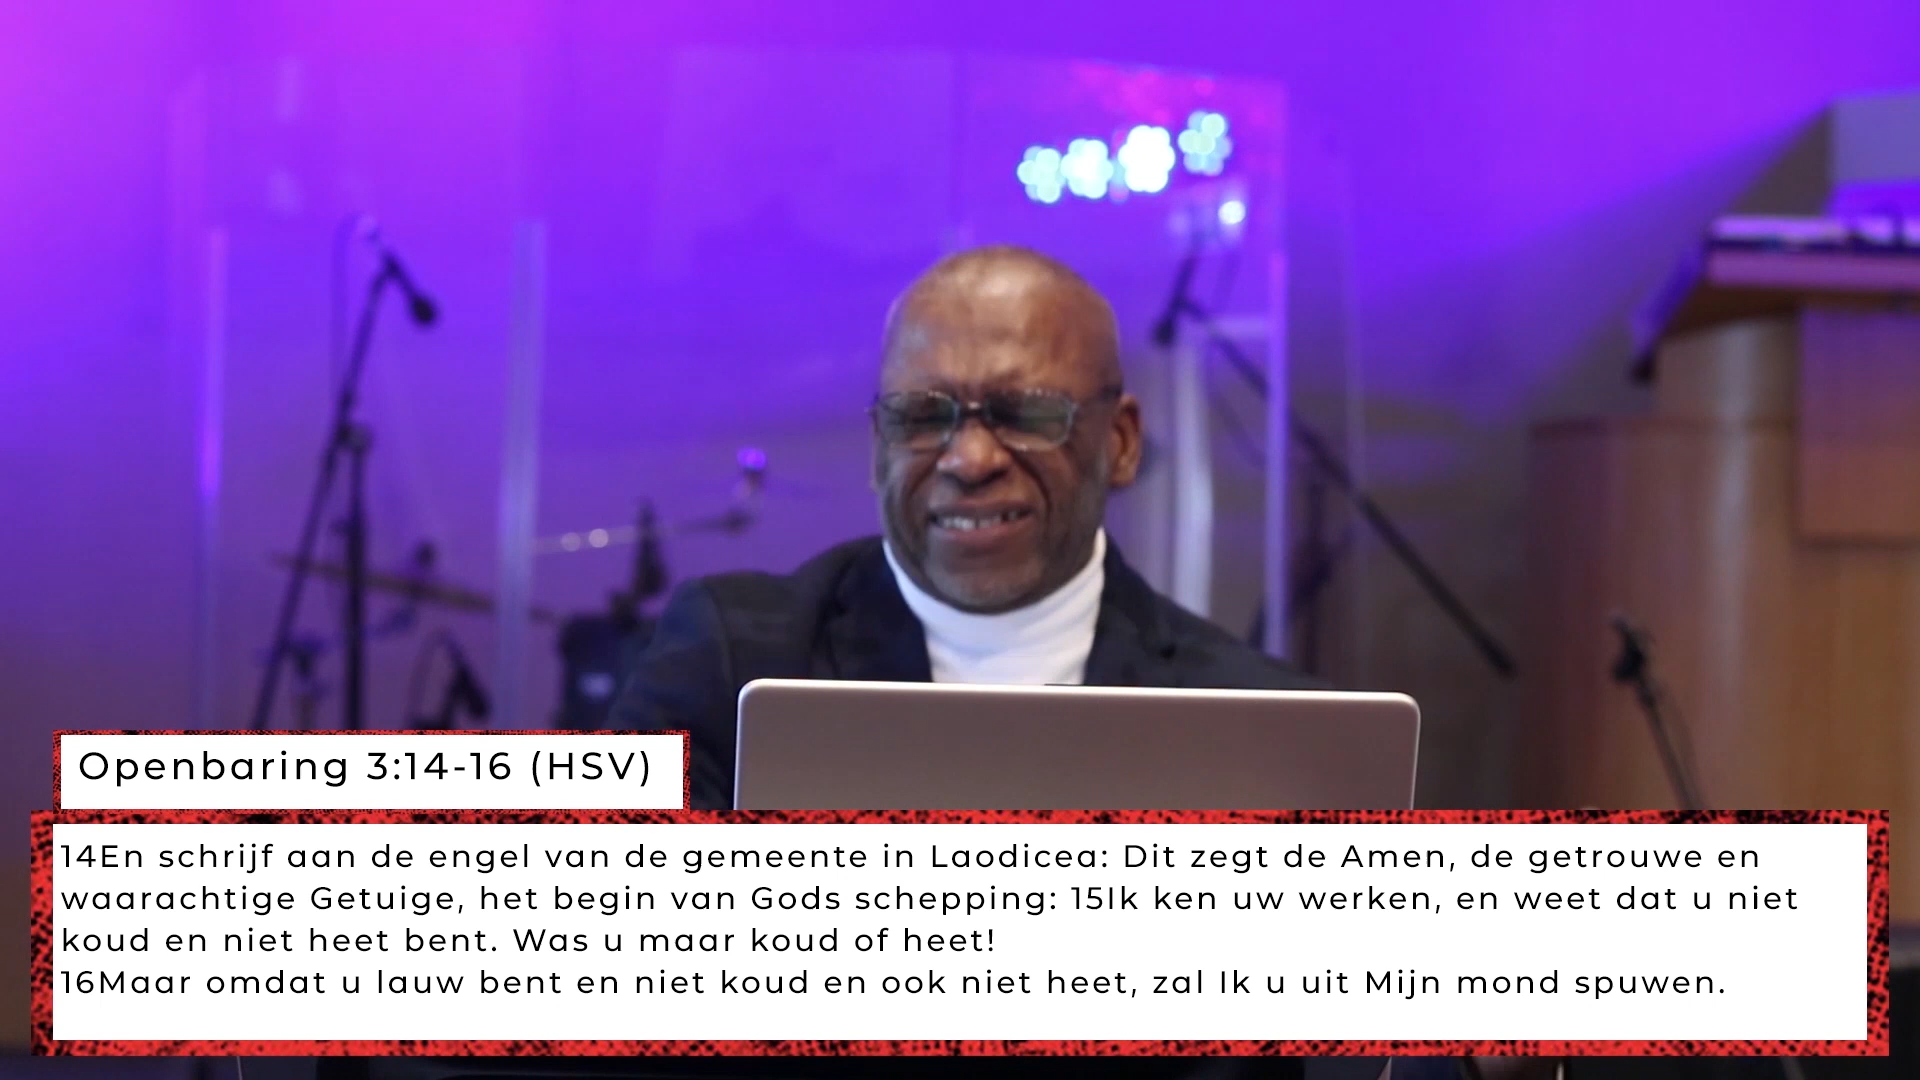 Openbaring 3:14-16 (HSV)
14En schrijf aan de engel van de gemeente in Laodicea: Dit zegt de Amen, de getrouwe en
waarachtige Getuige, het begin van Gods schepping: 15Ik ken uw werken, en weet dat u niet
koud en niet heet bent. Was u maar koud of heet!
16Maar omdat u lauw bent en niet koud en ook niet heet, zal Ik u uit Mijn mond spuwen.